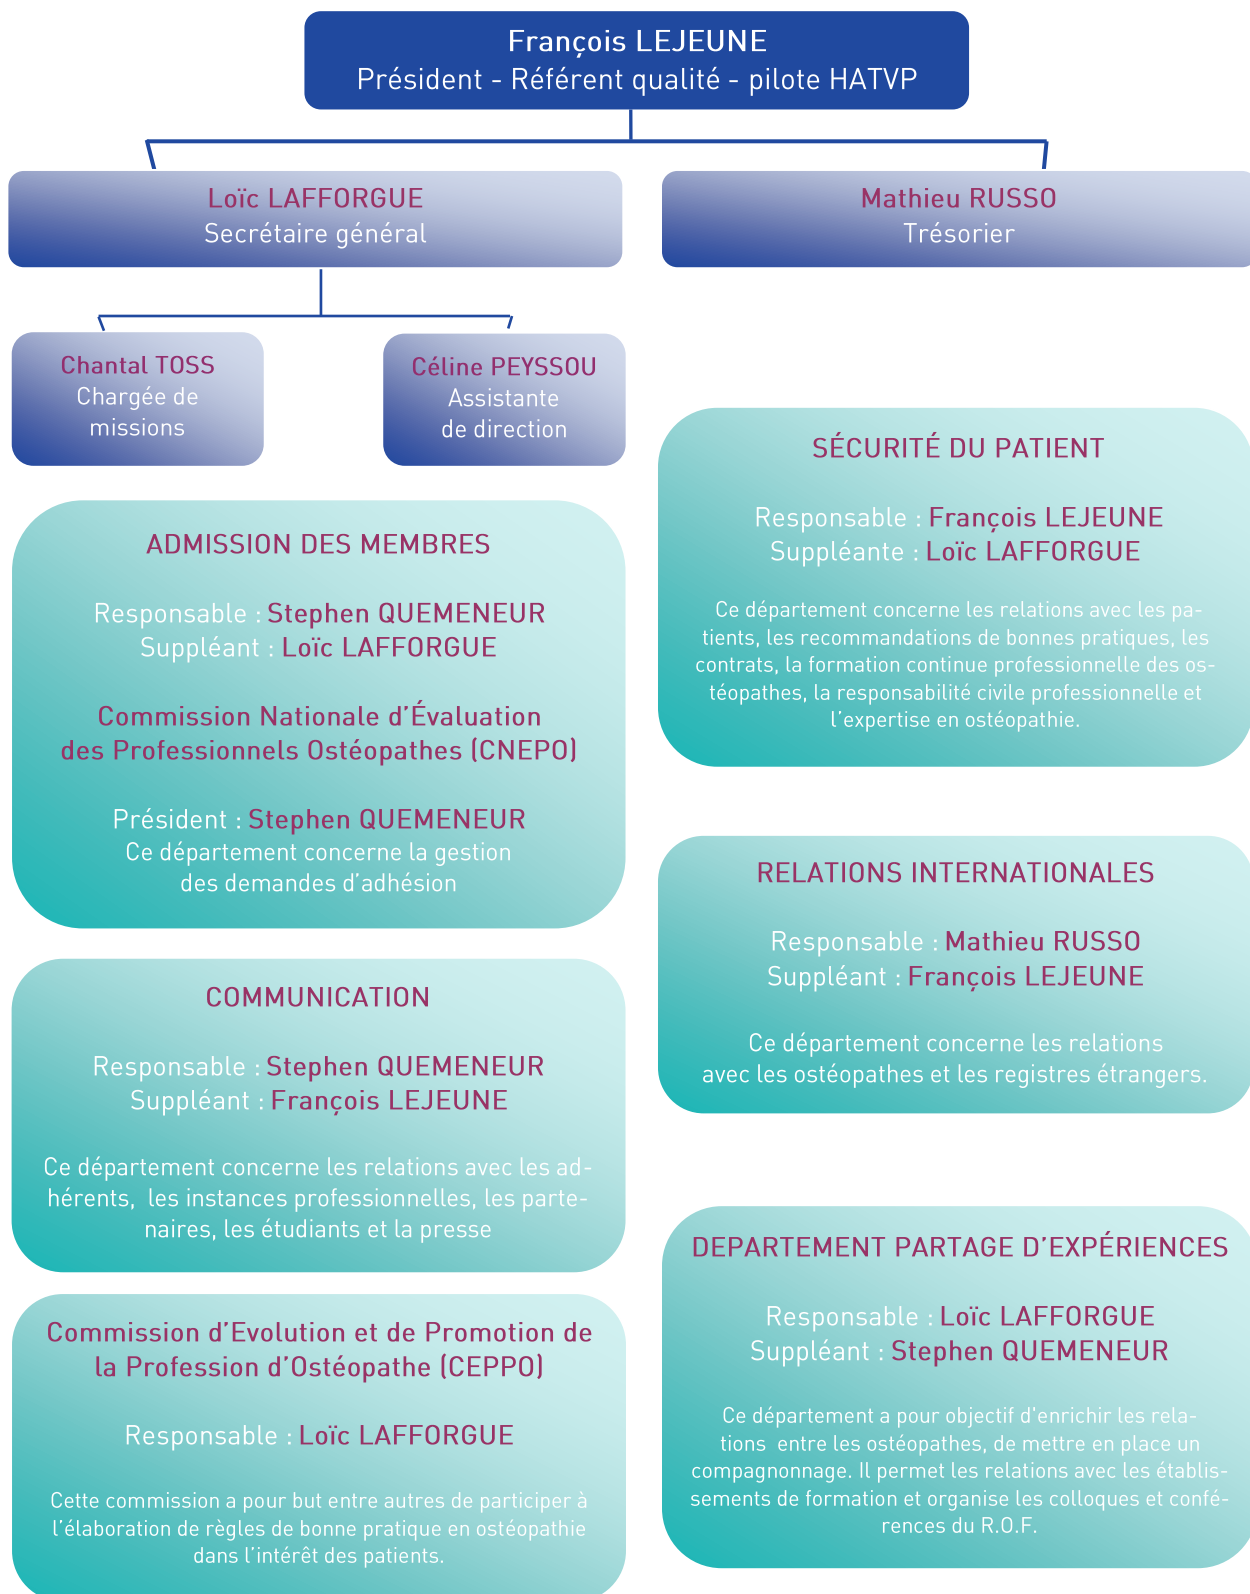 François LEJEUNE
Président - Référent qualité - pilote HATVP
Loïc LAFFORGUE
Secrétaire général
Mathieu RUSSO
Trésorier
Chantal TOSS
Chargée de
missions
Céline PEYSSOU
Assistante
de direction
ADMISSION DES MEMBRES
Responsable : Stephen QUEMENEUR
Suppléant : Loïc LAFFORGUE
Commission Nationale d’Évaluation
des Professionnels Ostéopathes (CNEPO)
Président : Stephen QUEMENEUR
Ce département concerne la gestion
des demandes d’adhésion
COMMUNICATION
Responsable : Stephen QUEMENEUR
Suppléant : François LEJEUNE
Ce département concerne les relations avec les ad-
hérents,  les instances professionnelles, les parte-
naires, les étudiants et la presse
Commission d’Evolution et de Promotion de
la Profession d’Ostéopathe (CEPPO)
Responsable : Loïc LAFFORGUE
Cette commission a pour but entre autres de participer à
l’élaboration de règles de bonne pratique en ostéopathie
dans l’intérêt des patients.
SÉCURITÉ DU PATIENT
Responsable : François LEJEUNE
Suppléante : Loïc LAFFORGUE
Ce département concerne les relations avec les pa-
tients, les recommandations de bonnes pratiques, les
contrats, la formation continue professionnelle des os-
téopathes, la responsabilité civile professionnelle et
l’expertise en ostéopathie.
RELATIONS INTERNATIONALES
Responsable : Mathieu RUSSO
Suppléant : François LEJEUNE
Ce département concerne les relations
avec les ostéopathes et les registres étrangers.
DEPARTEMENT PARTAGE D’EXPÉRIENCES
Responsable : Loïc LAFFORGUE
Suppléant : Stephen QUEMENEUR
Ce département a pour objectif d'enrichir les rela-
tions  entre les ostéopathes, de mettre en place un
compagnonnage. Il permet les relations avec les établis-
sements de formation et organise les colloques et confé-
rences du R.O.F.